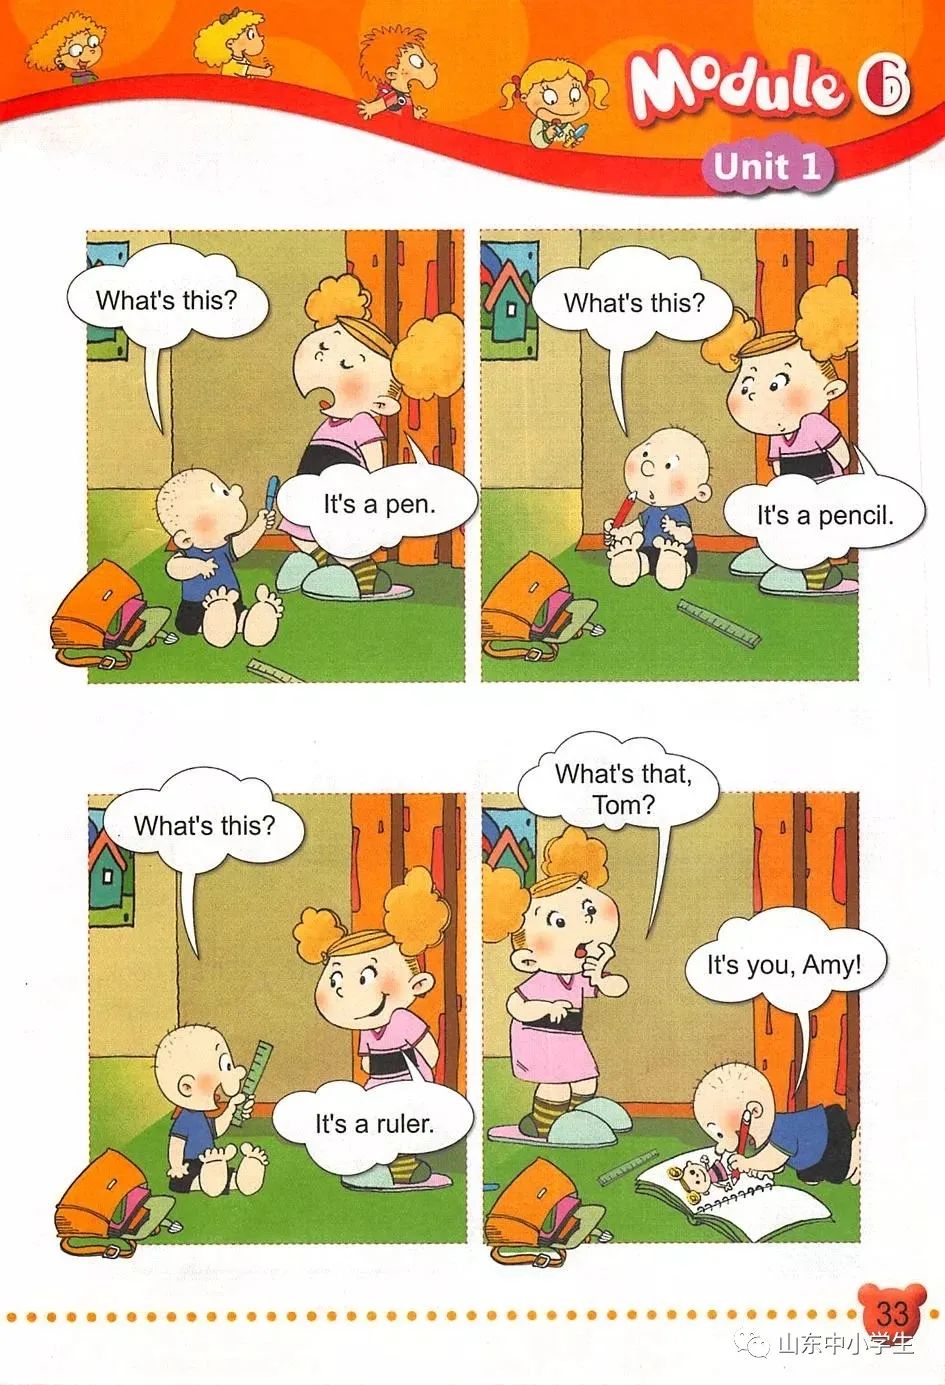 Module 6
Unit 1
What's this?
It's a pen.
What's this?
It's a pencil.
What's this?
It's a ruler.
What's that,
Tom?
It's you, Amy!
33
山东中小学生